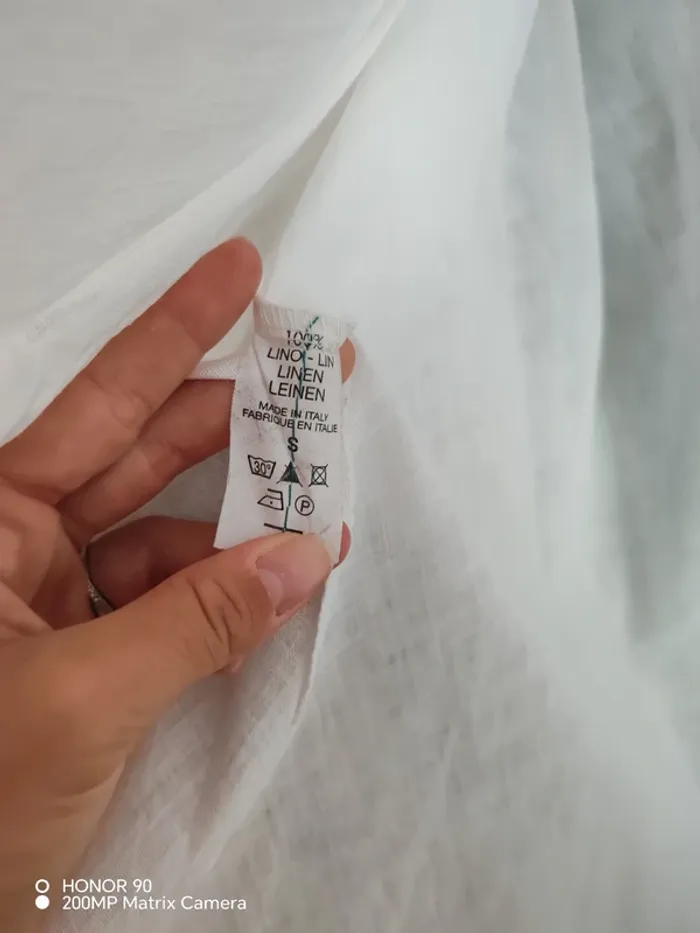 100%
LINO - LIN
LINEN
LEINEN
MADE IN ITALY
FABRIQUE EN ITALIE
S
30°
P
HONOR 90
200MP Matrix Camera